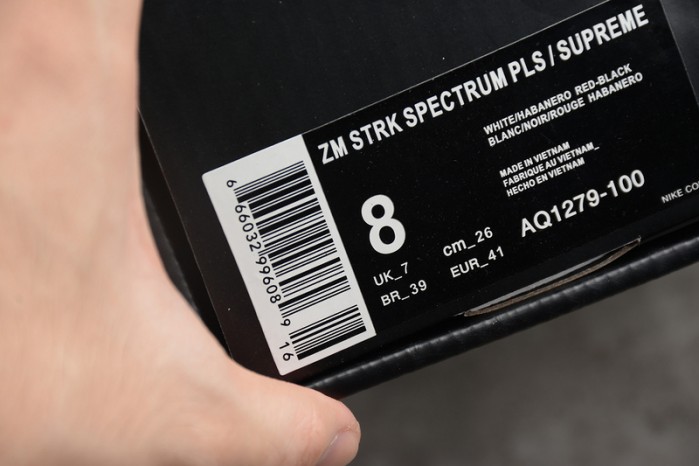 ZM STRK SPECTRUM PLS / SUPREME
WHITE/HABANERO RED-BLACK
BLANC/NOIR/ROUGE HABANERO
MADE IN VIETNAM
FABRIQUE AU VIETNAM_
HECHO EN VIETNAM
8
UK_7
BR_39
cm_26
EUR_41
AQ1279-100
NIKE CO
6 66032 99608 9 16